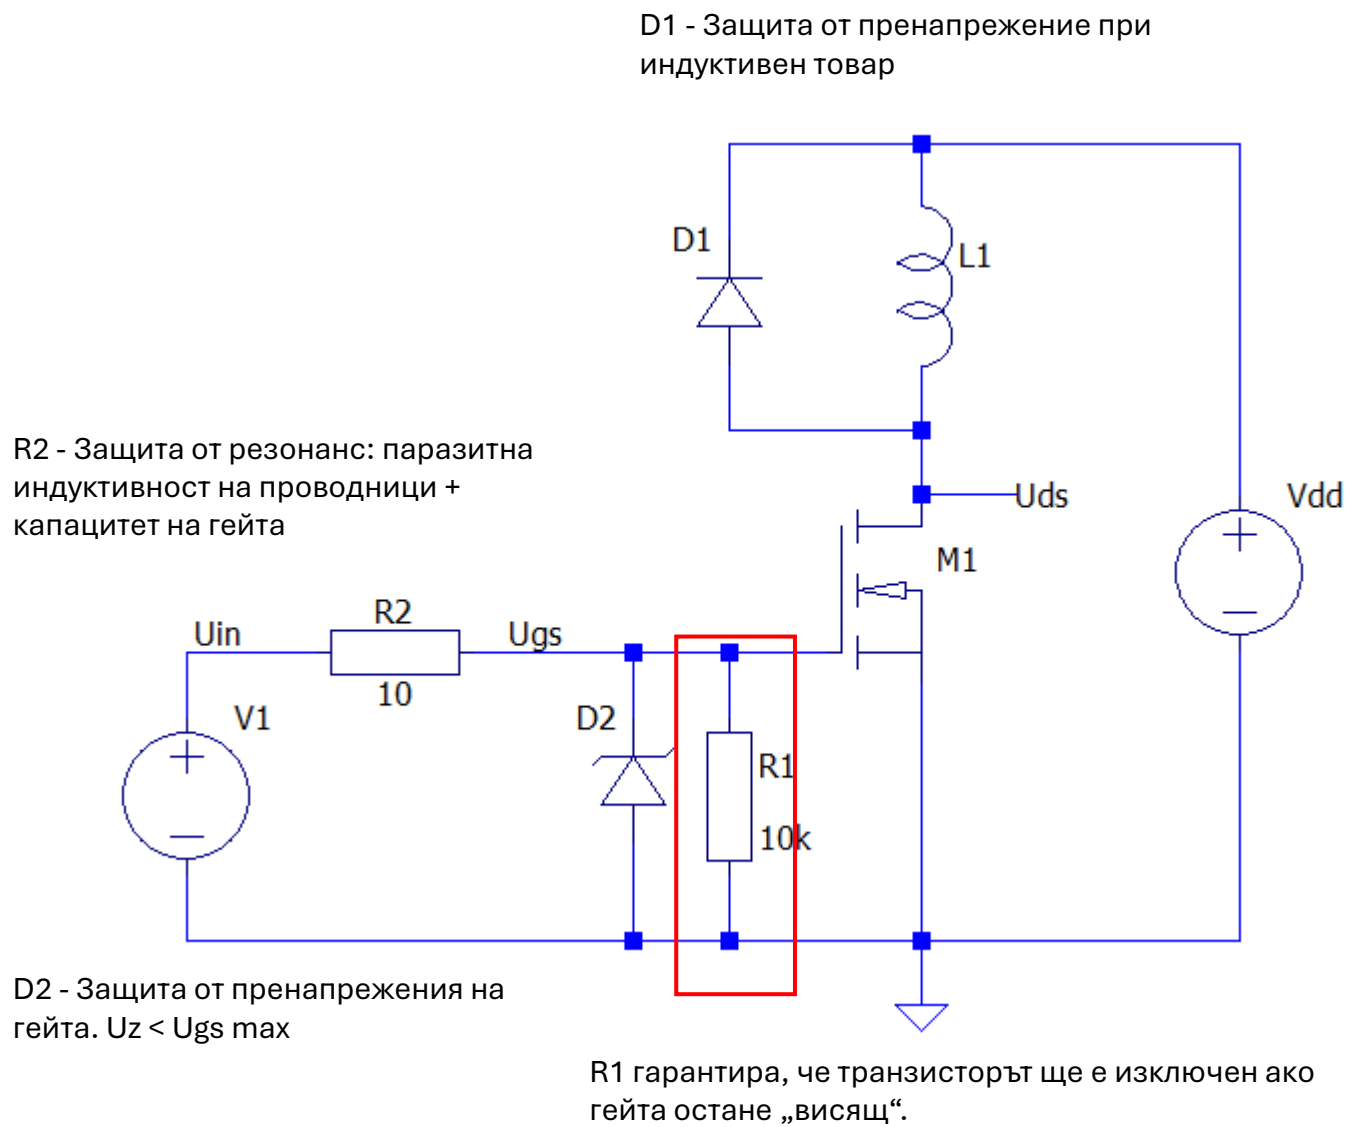 D1 - Защита от пренапрежение при
индуктивен товар
D1
L1
R2 - Защита от резонанс: паразитна
индуктивност на проводници +
капацитет на гейта
Uds
Vdd
M1
R2
Uin
Ugs
10
V1
D2
R1
10k
D2 - Защита от пренапрежения на
гейта. Uz < Ugs max
R1 гарантира, че транзисторът ще е изключен ако
гейта остане „висящ“.